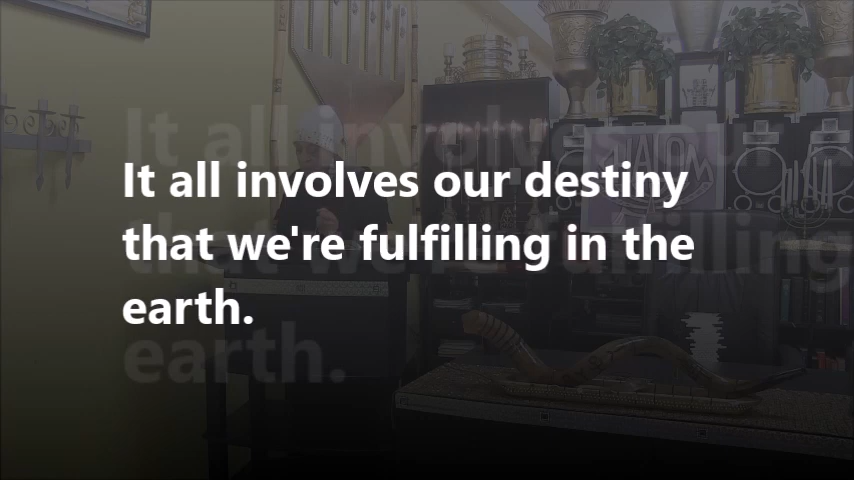 It all involves our destiny
that we're fulfilling in the
earth.